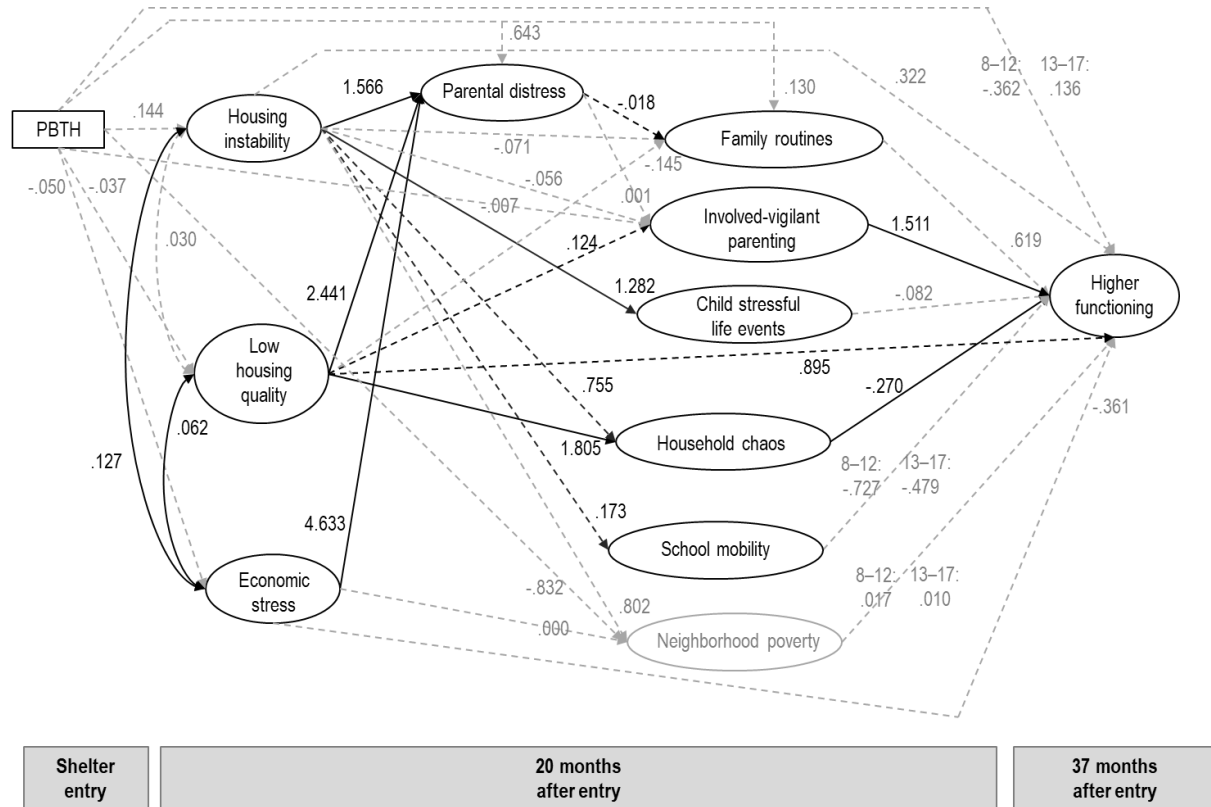 .643
8–12:
-.362
13–17:
.136
.322
1.566
Parental distress
-.018
.130
PBTH
.144
Housing
instability
Family routines
-.071
-.145
-.050
-.037
-.056
.001
-.007
Involved-vigilant
parenting
1.511
.030
.124
.619
2.441
1.282
Child stressful
life events
-.082
Higher
functioning
Low
housing
quality
.895
.755
-.270
-.361
.062
.127
1.805
Household chaos
8–12:
-.727
13–17:
-.479
4.633
.173
School mobility
Economic
stress
-.832
.802
.000
8–12:
.017
13–17:
.010
Neighborhood poverty
Shelter
entry
20 months
after entry
37 months
after entry